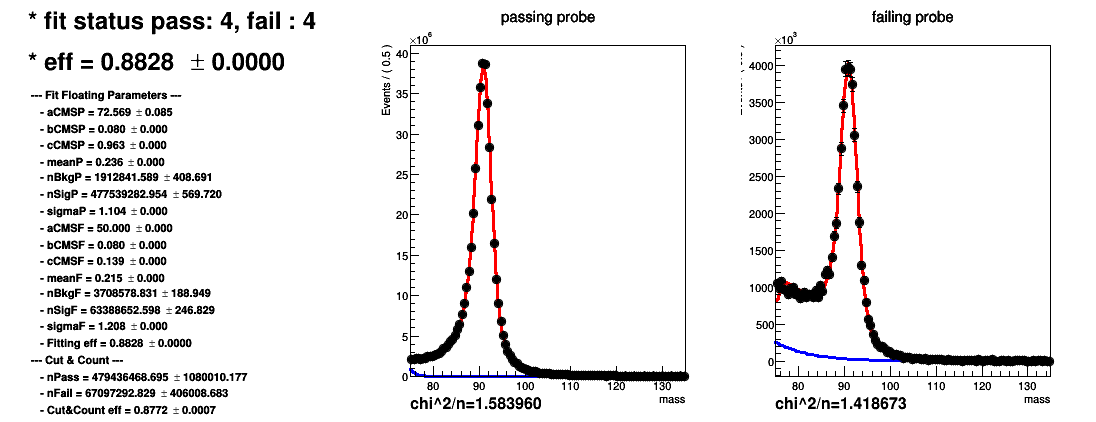 * fit status pass: 4, fail : 4
* eff = 0.8828 ± 0.0000
--- Fit Floating Parameters ---
- aCMSP = 72.569 ± 0.085
- bCMSP = 0.080 ± 0.000
- cCMSP = 0.963 ± 0.000
- meanP = 0.236 ± 0.000
- nBkgP = 1912841.589 ± 408.691
- nSigP = 477539282.954 ± 569.720
- sigmaP = 1.104 ± 0.000
- aCMSF = 50.000 ± 0.000
- bCMSF = 0.080 ± 0.000
- cCMSF = 0.139 ± 0.000
- meanF = 0.215 ± 0.000
- nBkgF = 3708578.831 ± 188.949
- nSigF = 63388652.598 ± 246.829
- sigmaF = 1.208 ± 0.000
- Fitting eff = 0.8828 ± 0.0000
--- Cut & Count ---
- nPass = 479436468.695 ± 1080010.177
- nFail = 67097292.829 ± 406008.683
- Cut&Count eff = 0.8772 ± 0.0007
passing probe
×10⁶
Events / ( 0.5 )
40
35
30
25
20
15
10
5
0
80 90 100 110 120 130
mass
chi^2/n=1.583960
failing probe
×10³
4000
3500
3000
2500
2000
1500
1000
500
0
80 90 100 110 120 130
mass
chi^2/n=1.418673